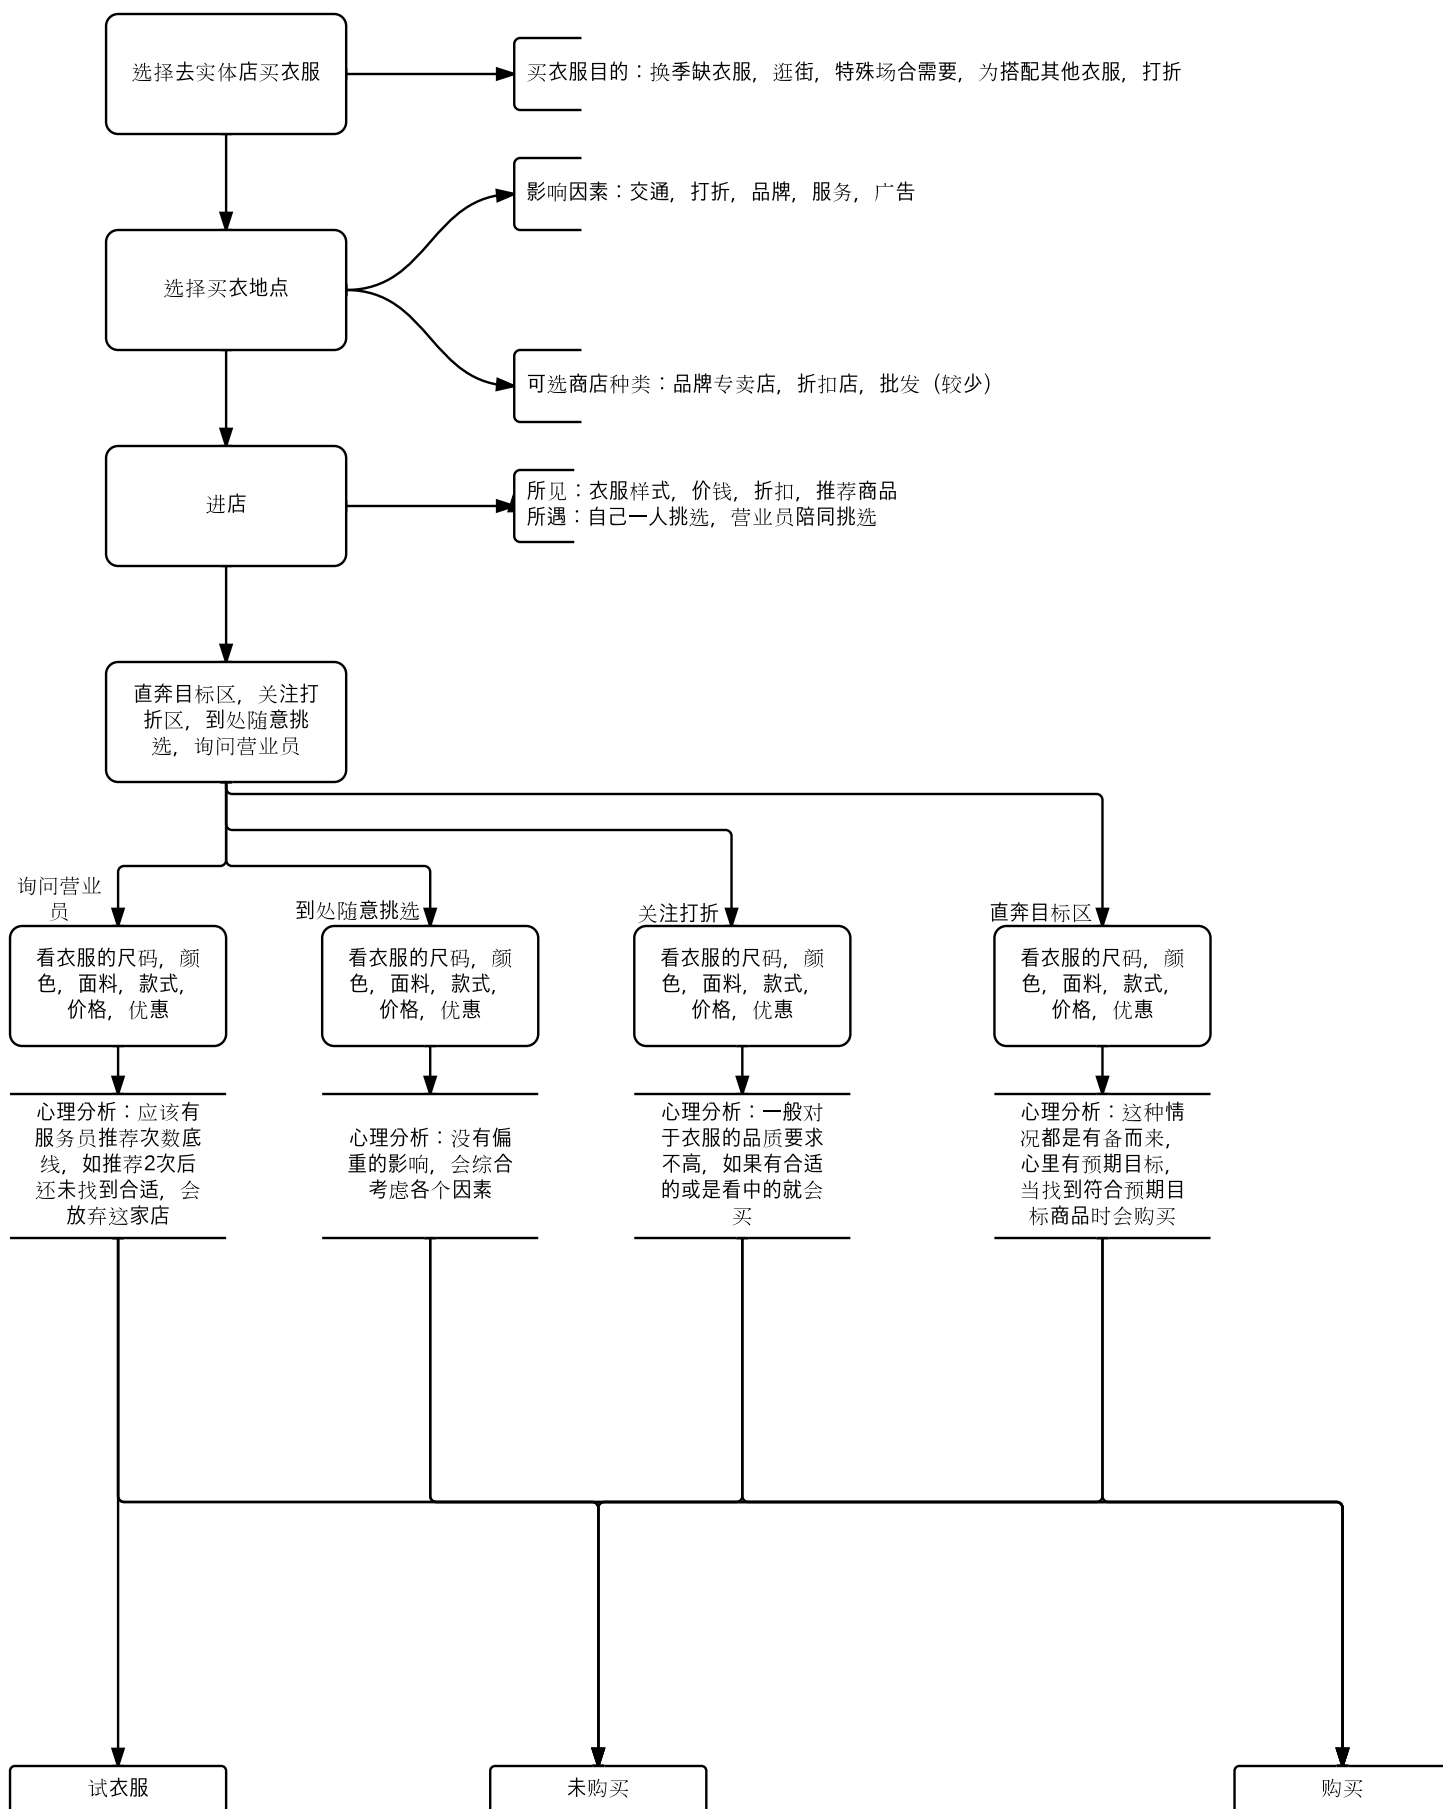 选择去实体店买衣服
买衣服目的：换季缺衣服，逛街，特殊场合需要，为搭配其他衣服，打折
影响因素：交通，打折，品牌，服务，广告
选择买衣地点
可选商店种类：品牌专卖店，折扣店，批发（较少）
进店
所见：衣服样式，价钱，折扣，推荐商品
所遇：自己一人挑选，营业员陪同挑选
直奔目标区，关注打
折区，到处随意挑
选，询问营业员
询问营业
员
到处随意挑选
关注打折
直奔目标区
看衣服的尺码，颜
色，面料，款式，
价格，优惠
看衣服的尺码，颜
色，面料，款式，
价格，优惠
看衣服的尺码，颜
色，面料，款式，
价格，优惠
看衣服的尺码，颜
色，面料，款式，
价格，优惠
心理分析：应该有
服务员推荐次数底
线，如推荐2次后
还未找到合适，会
放弃这家店
心理分析：没有偏
重的影响，会综合
考虑各个因素
心理分析：一般对
于衣服的品质要求
不高，如果有合适
的或是看中的就会
买
心理分析：这种情
况都是有备而来，
心里有预期目标，
当找到符合预期目
标商品时会购买
试衣服
未购买
购买